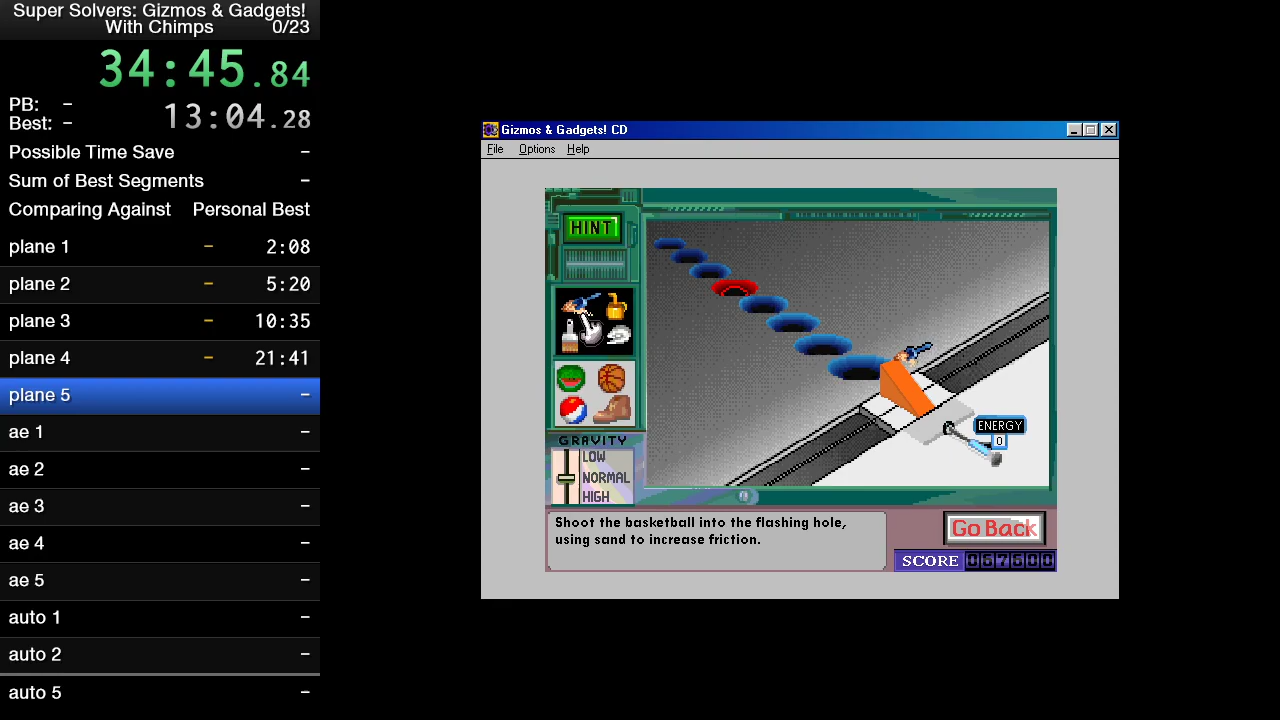 Super Solvers: Gizmos & Gadgets!
With Chimps 0/23
34:45.84
PB: -
Best: -
13:04.28
Possible Time Save -
Sum of Best Segments -
Comparing Against Personal Best
plane 1 - 2:08
plane 2 - 5:20
plane 3 - 10:35
plane 4 - 21:41
plane 5 -
ae 1 -
ae 2 -
ae 3 -
ae 4 -
ae 5 -
auto 1 -
auto 2 -
auto 5 -
Gizmos & Gadgets! CD
File Options Help
HINT
GRAVITY
LOW
NORMAL
HIGH
ENERGY
0
Shoot the basketball into the flashing hole,
using sand to increase friction.
Go Back
SCORE 067600